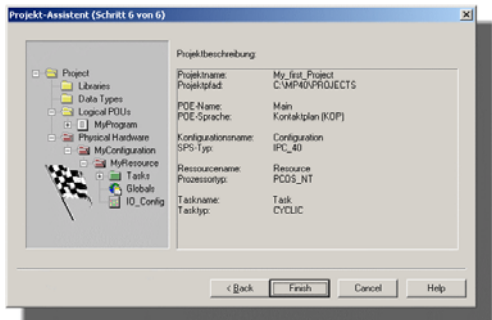 Projekt-Assistent (Schritt 6 von 6)
Projektbeschreibung:
Project
Libraries
Data Types
Logical POUs
MyProgram
Physical Hardware
MyConfiguration
MyResource
Tasks
Globals
IO_Config
Projektname: My_first_Project
Projektpfad: C:\MP40\PROJECTS
POE-Name: Main
POE-Sprache: Kontaktplan (KOP)
Konfigurationsname: Configuration
SPS-Typ: IPC_40
Ressourcename: Resource
Prozessortyp: PCOS_NT
Taskname: Task
Tasktyp: CYCLIC
< Back
Finish
Cancel
Help